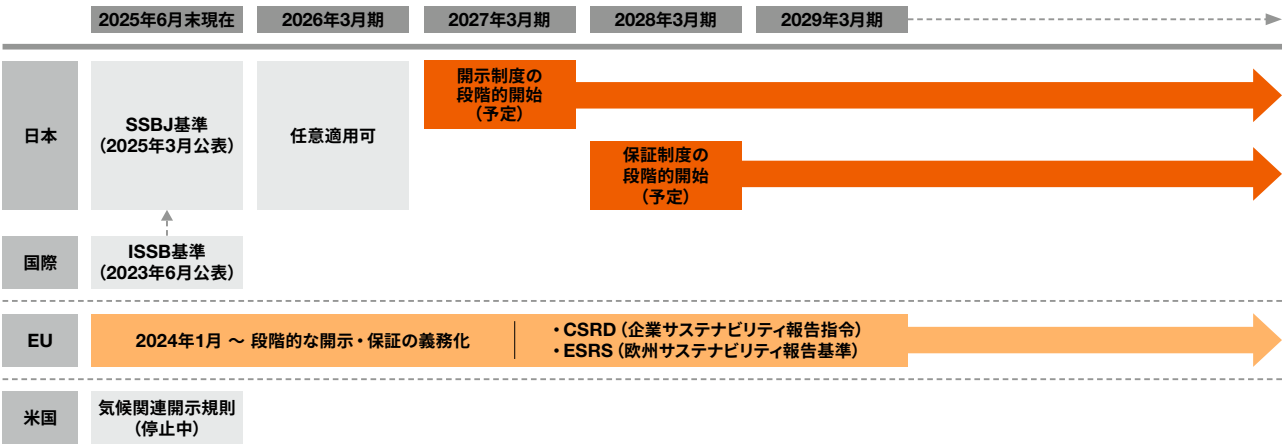 2025年6月末現在
2026年3月期
2027年3月期
2028年3月期
2029年3月期
日本
SSBJ基準
（2025年3月公表）
任意適用可
開示制度の
段階的開始
（予定）
保証制度の
段階的開始
（予定）
国際
ISSB基準
（2023年6月公表）
EU
2024年1月 ～ 段階的な開示・保証の義務化
・CSRD（企業サステナビリティ報告指令）
・ESRS（欧州サステナビリティ報告基準）
米国
気候関連開示規則
（停止中）